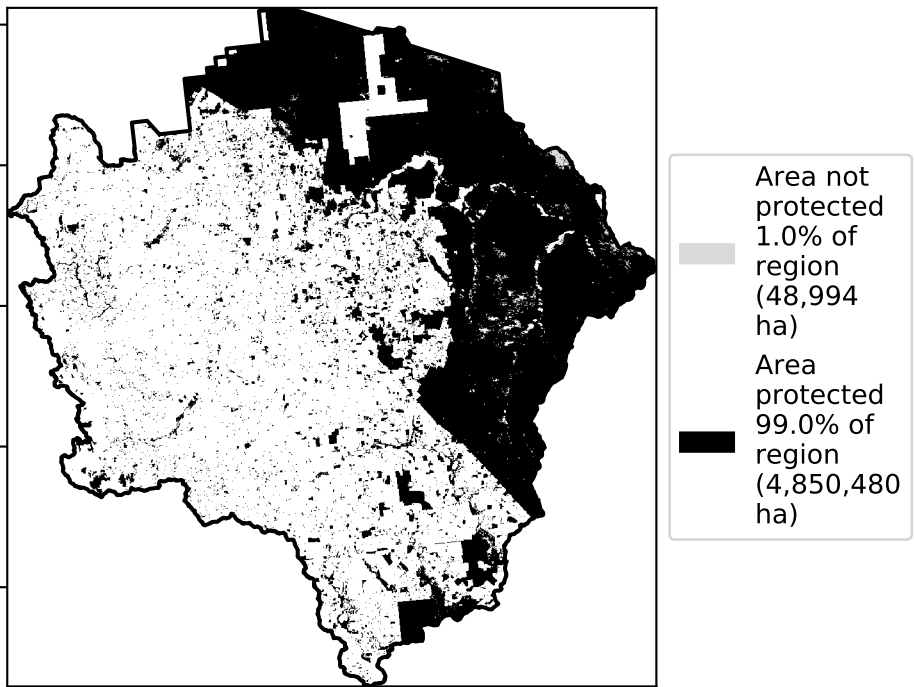 Area not
protected
1.0% of
region
(48,994
ha)
Area
protected
99.0% of
region
(4,850,480
ha)